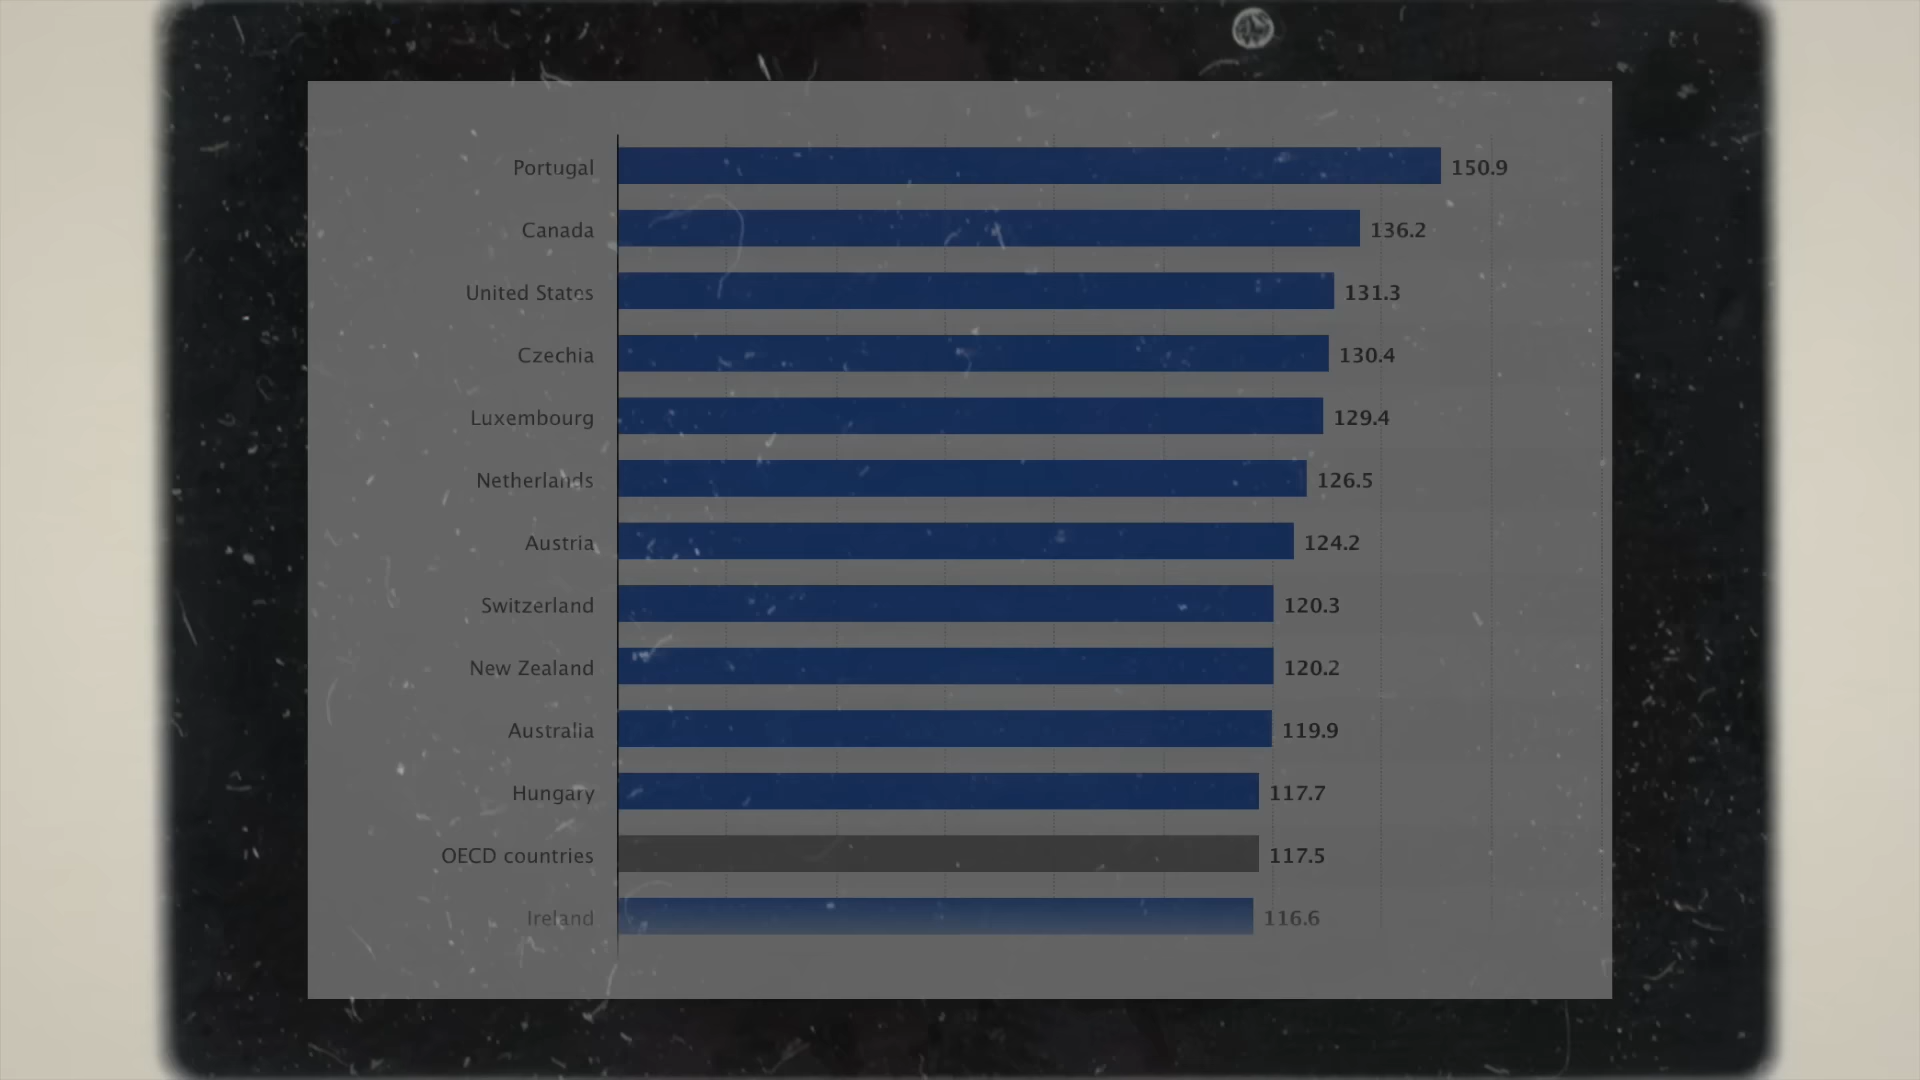 Portugal 150.9
Canada 136.2
United States 131.3
Czechia 130.4
Luxembourg 129.4
Netherlands 126.5
Austria 124.2
Switzerland 120.3
New Zealand 120.2
Australia 119.9
Hungary 117.7
OECD countries 117.5
Ireland 116.6